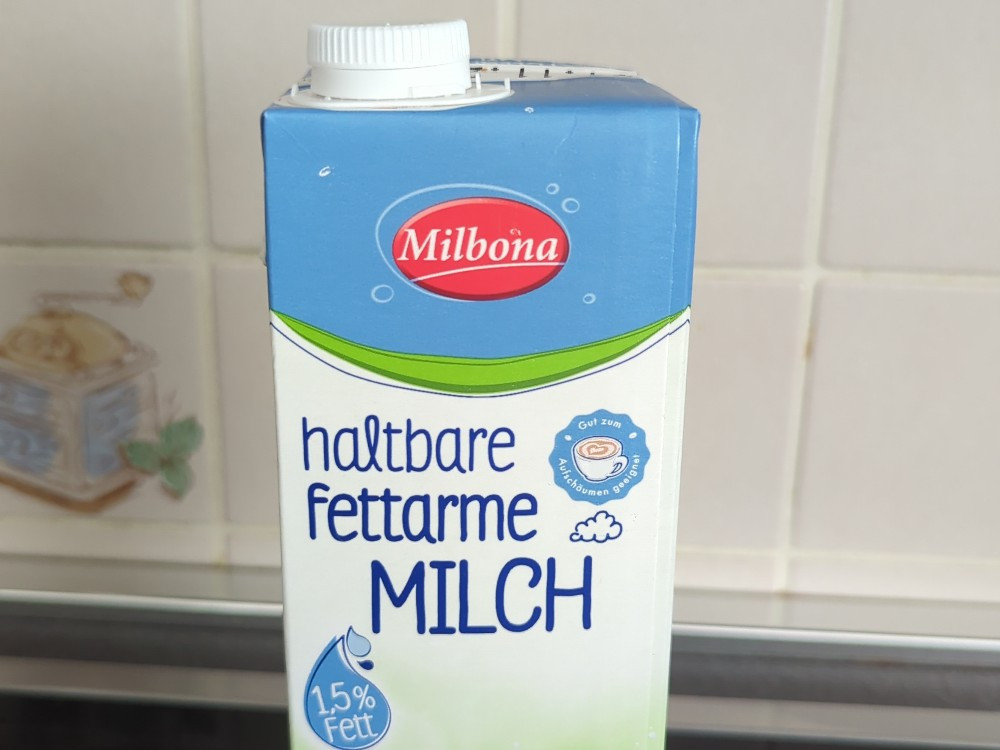 Milbona
haltbare
fettarme
MILCH
Gut zum
Aufschäumen geeignet
1,5%
Fett